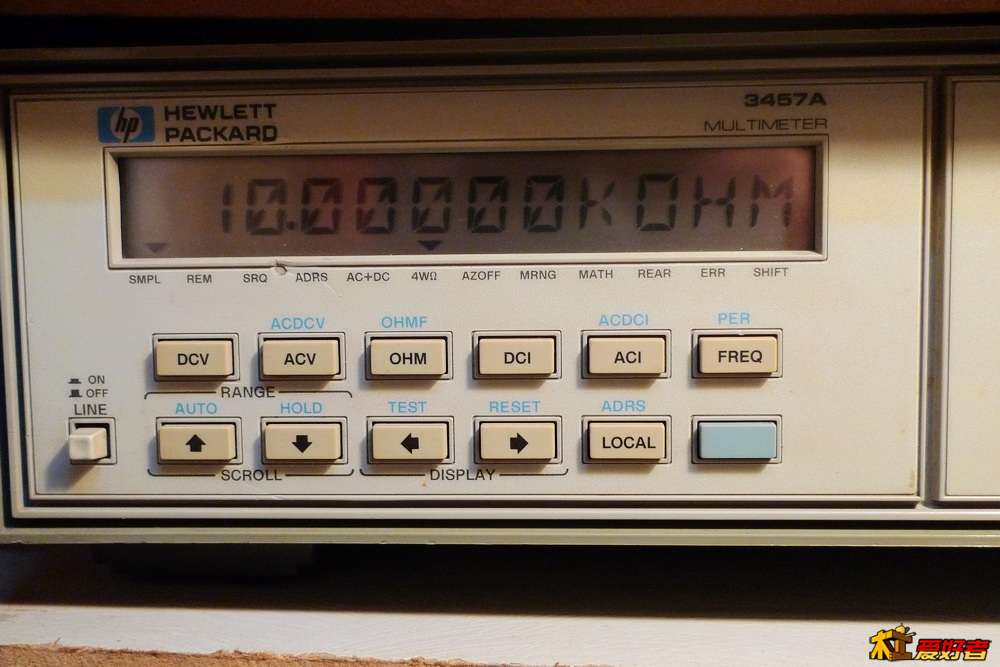 hp HEWLETT
PACKARD
3457A
MULTIMETER
10.00000KOHM
SMPL REM SRQ ADRS AC+DC 4WΩ AZOFF MRNG MATH REAR ERR SHIFT
ACDCV OHMF ACDCI PER
DCV ACV OHM DCI ACI FREQ
ON
OFF
LINE
RANGE
AUTO HOLD TEST RESET ADRS
LOCAL
SCROLL DISPLAY
木工爱好者